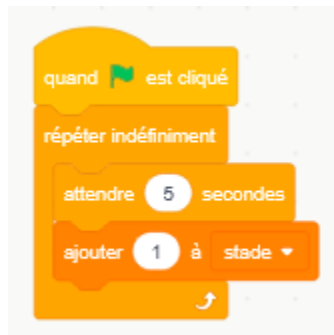 quand est cliqué
répéter indéfiniment
attendre 5 secondes
ajouter 1 à stade